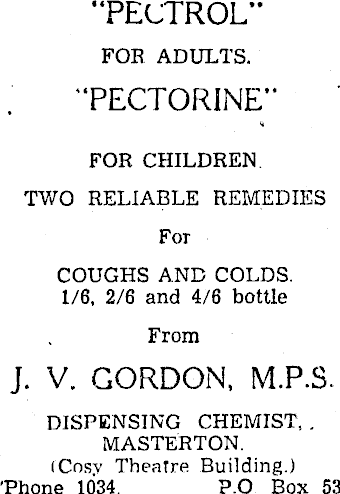 "PECTROL"
FOR ADULTS.
"PECTORINE"
FOR CHILDREN.
TWO RELIABLE REMEDIES
For
COUGHS AND COLDS.
1/6, 2/6 and 4/6 bottle
From
J. V. GORDON, M.P.S.
DISPENSING CHEMIST,
MASTERTON.
(Cosy Theatre Building.)
'Phone 1034. P.O. Box 53